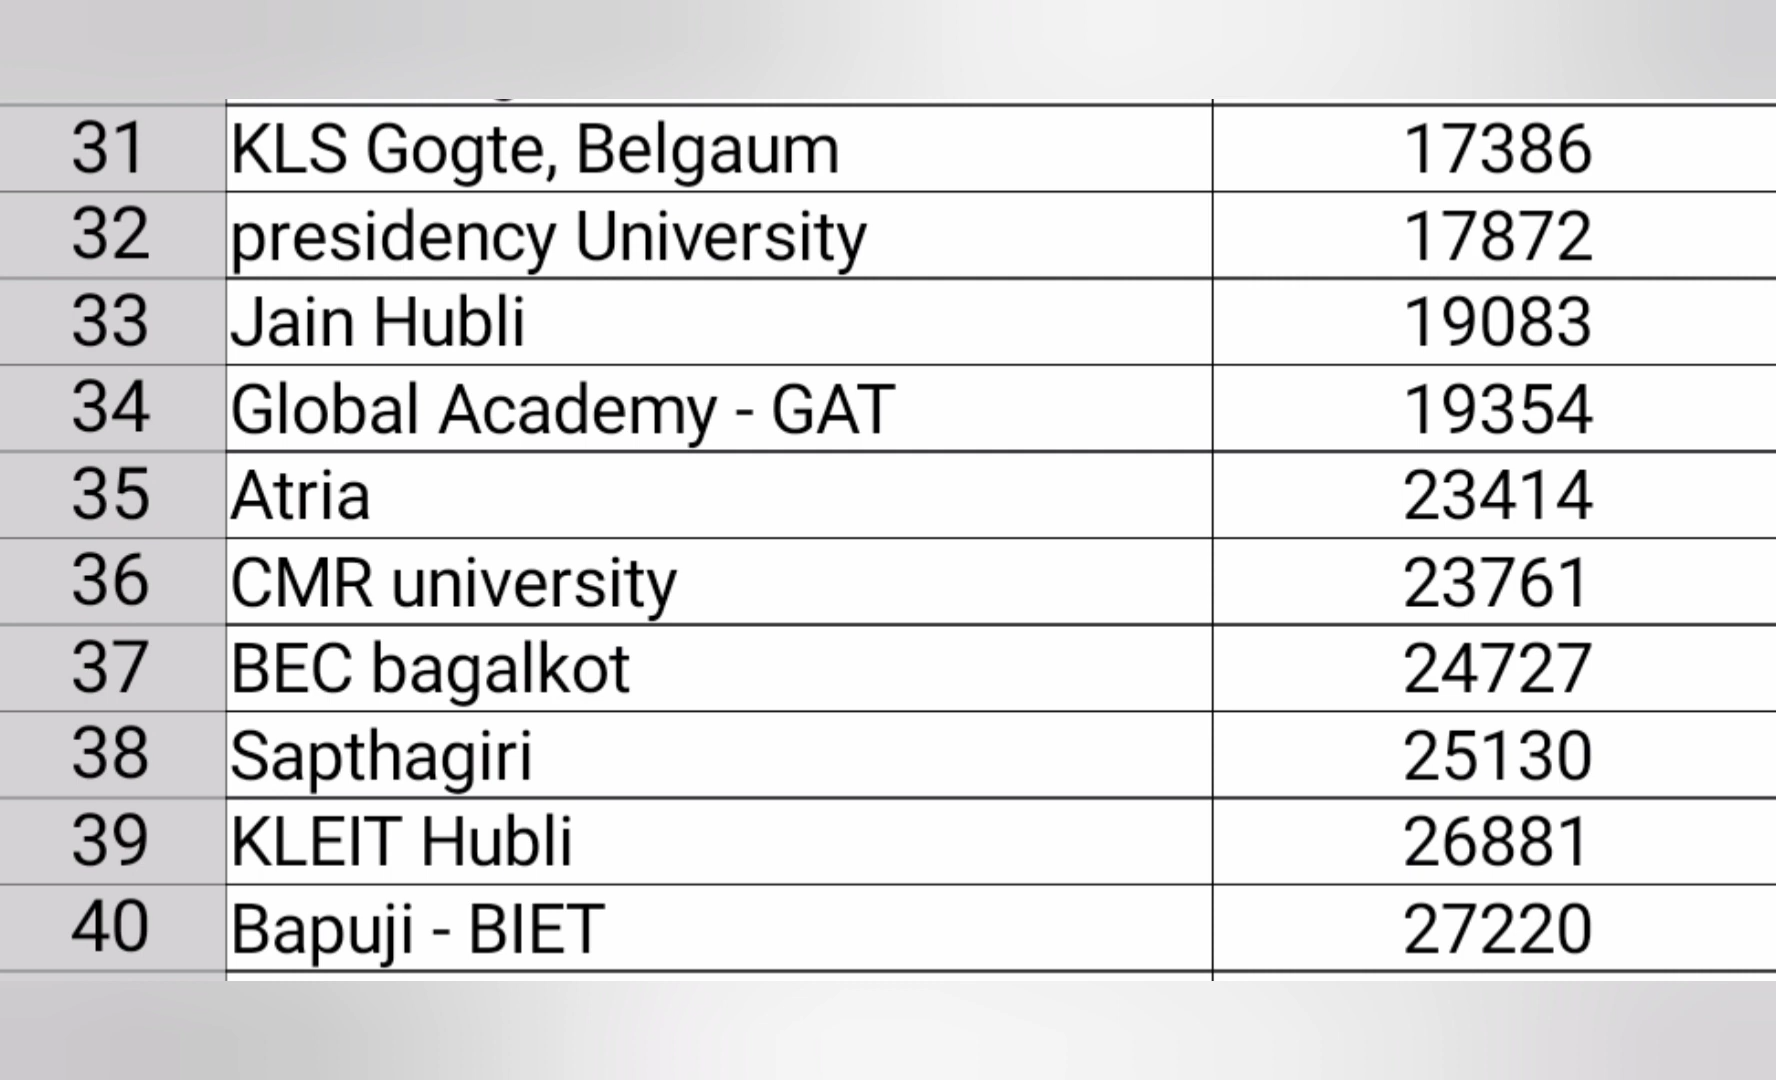 31 KLS Gogte, Belgaum 17386
32 presidency University 17872
33 Jain Hubli 19083
34 Global Academy - GAT 19354
35 Atria 23414
36 CMR university 23761
37 BEC bagalkot 24727
38 Sapthagiri 25130
39 KLEIT Hubli 26881
40 Bapuji - BIET 27220